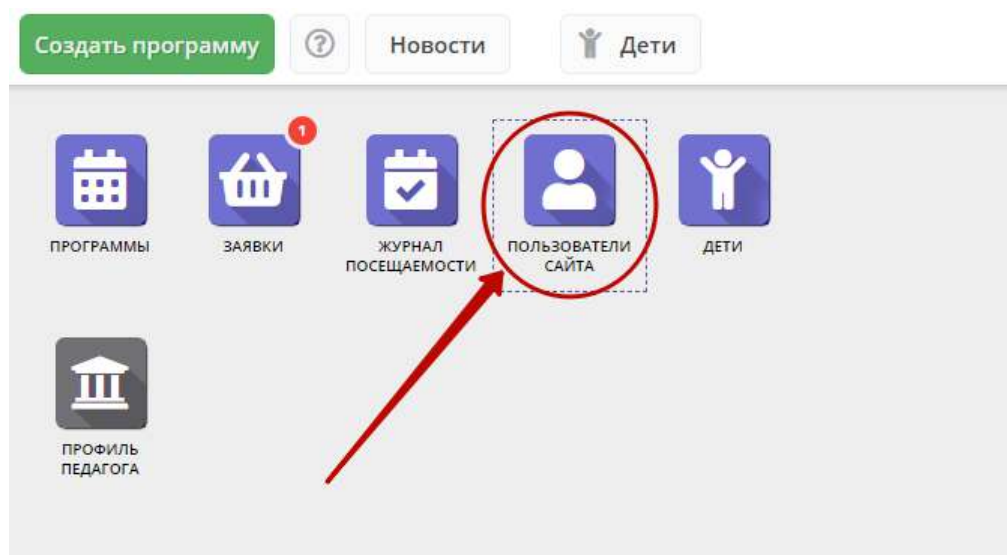 Создать программу
?
Новости
Дети
1
ПРОГРАММЫ
ЗАЯВКИ
ЖУРНАЛ
ПОСЕЩАЕМОСТИ
ПОЛЬЗОВАТЕЛИ
САЙТА
ДЕТИ
ПРОФИЛЬ
ПЕДАГОГА